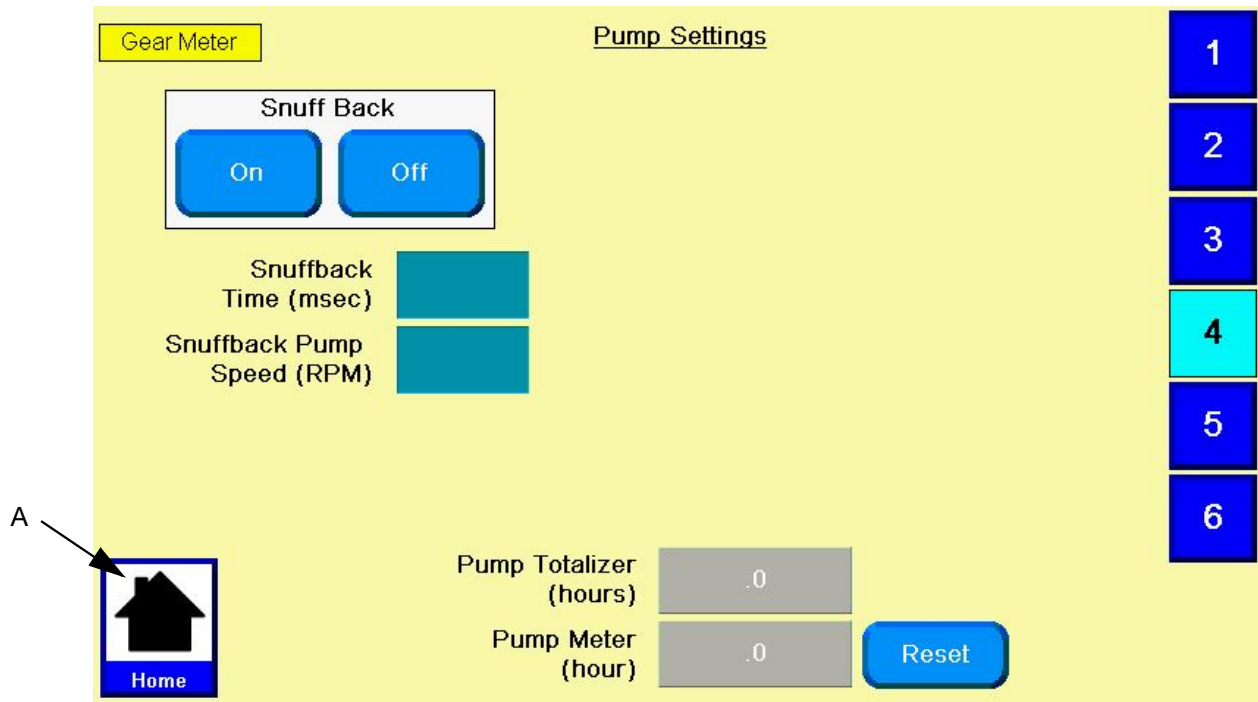 Gear Meter
Pump Settings
Snuff Back
On
Off
Snuffback
Time (msec)
Snuffback Pump
Speed (RPM)
1
2
3
4
5
6
A
Home
Pump Totalizer
(hours)
.0
Pump Meter
(hour)
.0
Reset